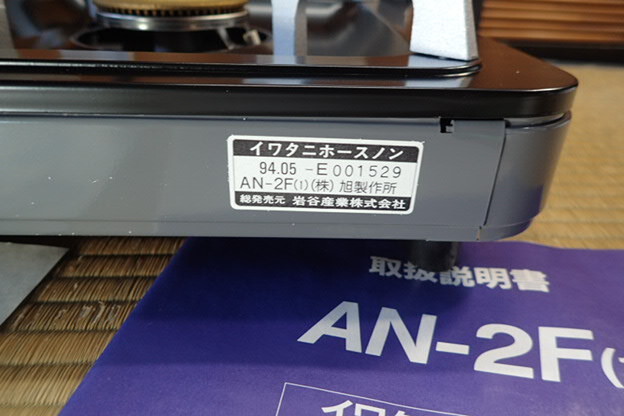 イワタニホースノン
94.05 -E001529
AN-2F(1)(株) 旭製作所
総発売元 岩谷産業株式会社
取扱説明書
AN-2F(1